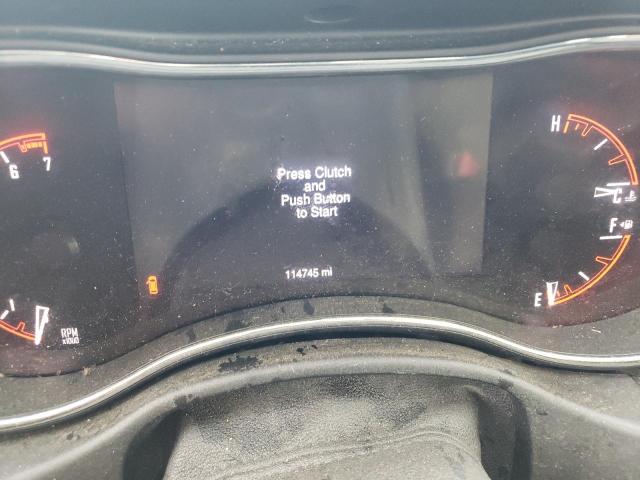 Press Clutch
and
Push Button
to Start
114745 mi
6 7
RPM
x1000
H
C
F
E